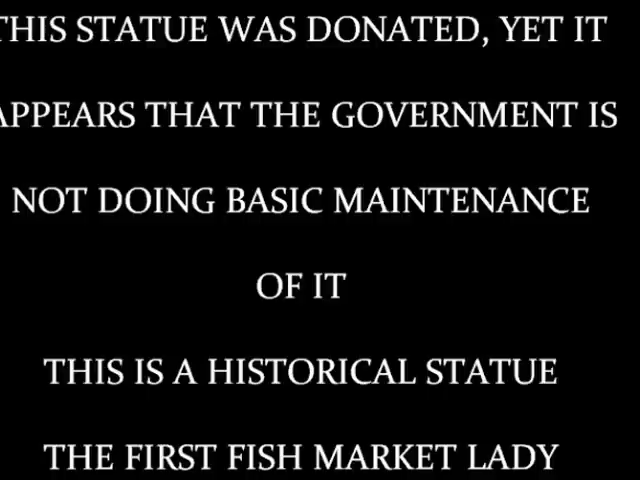 THIS STATUE WAS DONATED, YET IT
APPEARS THAT THE GOVERNMENT IS
NOT DOING BASIC MAINTENANCE
OF IT
THIS IS A HISTORICAL STATUE
THE FIRST FISH MARKET LADY